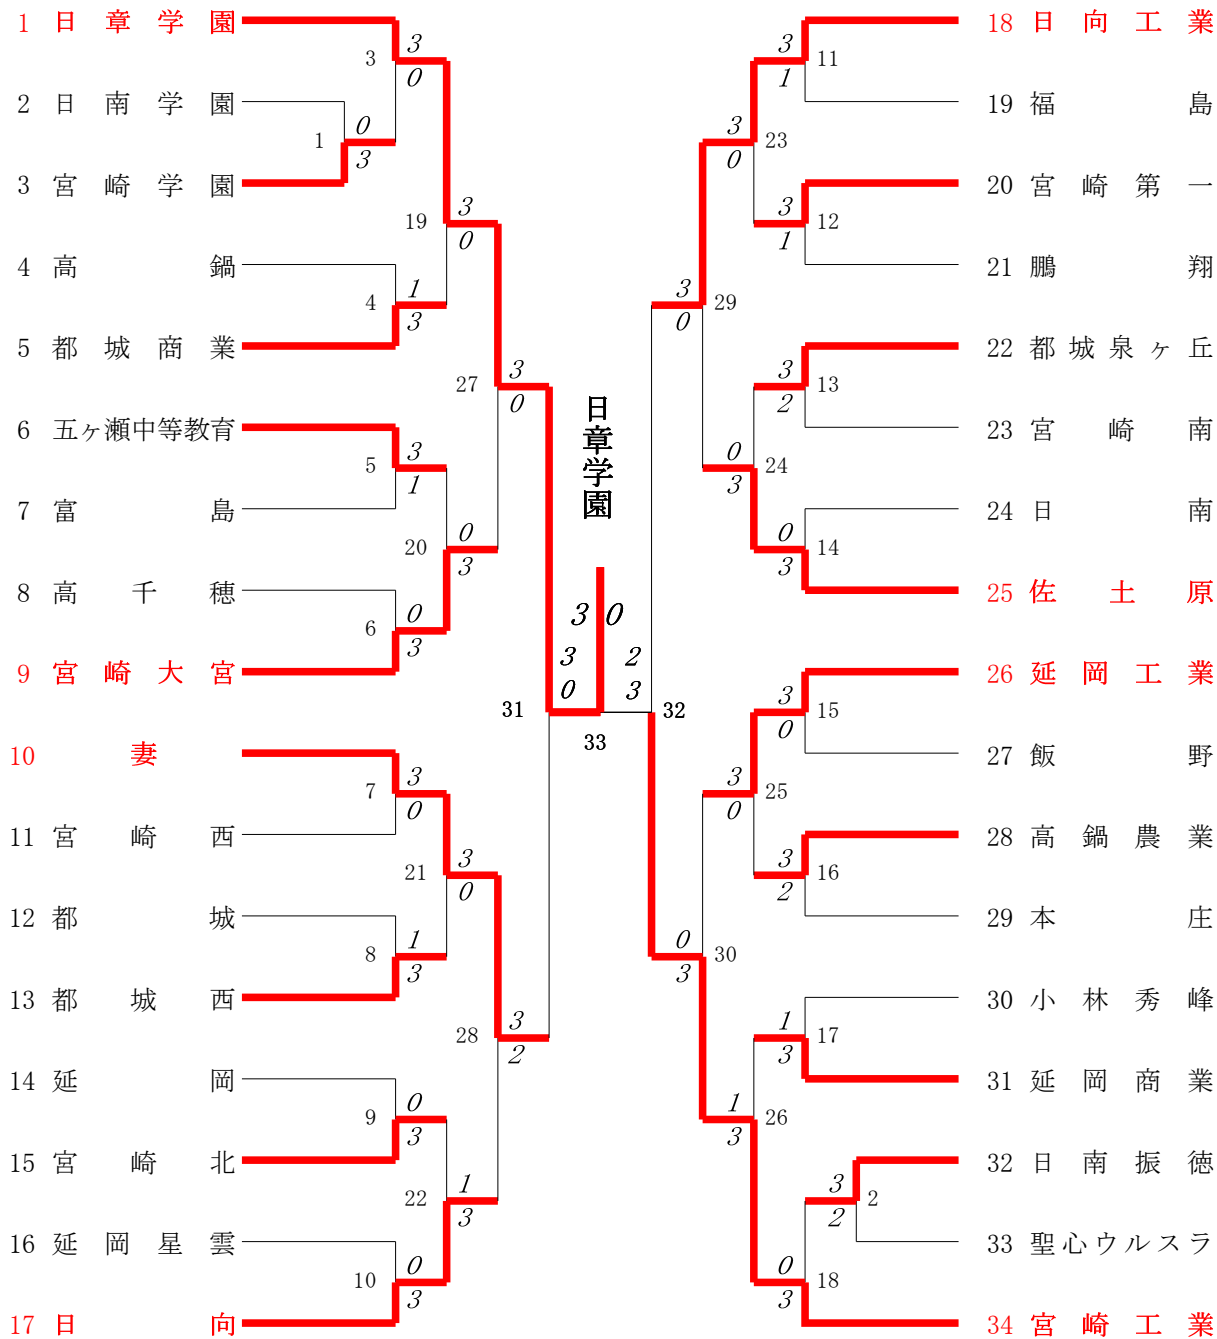 1 日章学園
2 日南学園
3 宮崎学園
4 高鍋
5 都城商業
6 五ヶ瀬中等教育
7 富島
8 高千穂
9 宮崎大宮
10 妻
11 宮崎西
12 都城
13 都城西
14 延岡
15 宮崎北
16 延岡星雲
17 日向
3
3
0
1
0
3
19
3
0
4
1
3
27
3
0
5
3
1
20
0
3
6
0
3
7
3
0
21
3
0
8
1
3
28
3
2
9
0
3
22
1
3
10
0
3
日章学園
3 0
3 2
0 3
31 32
33
3
1
11
3
0
23
3
1
12
3
0
29
3
2
13
0
3
24
0
3
14
3
0
15
3
0
25
3
2
16
0
3
30
1
3
17
1
3
26
3
2
2
0
3
18
18 日向工業
19 福島
20 宮崎第一
21 鵬翔
22 都城泉ヶ丘
23 宮崎南
24 日南
25 佐土原
26 延岡工業
27 飯野
28 高鍋農業
29 本庄
30 小林秀峰
31 延岡商業
32 日南振徳
33 聖心ウルスラ
34 宮崎工業